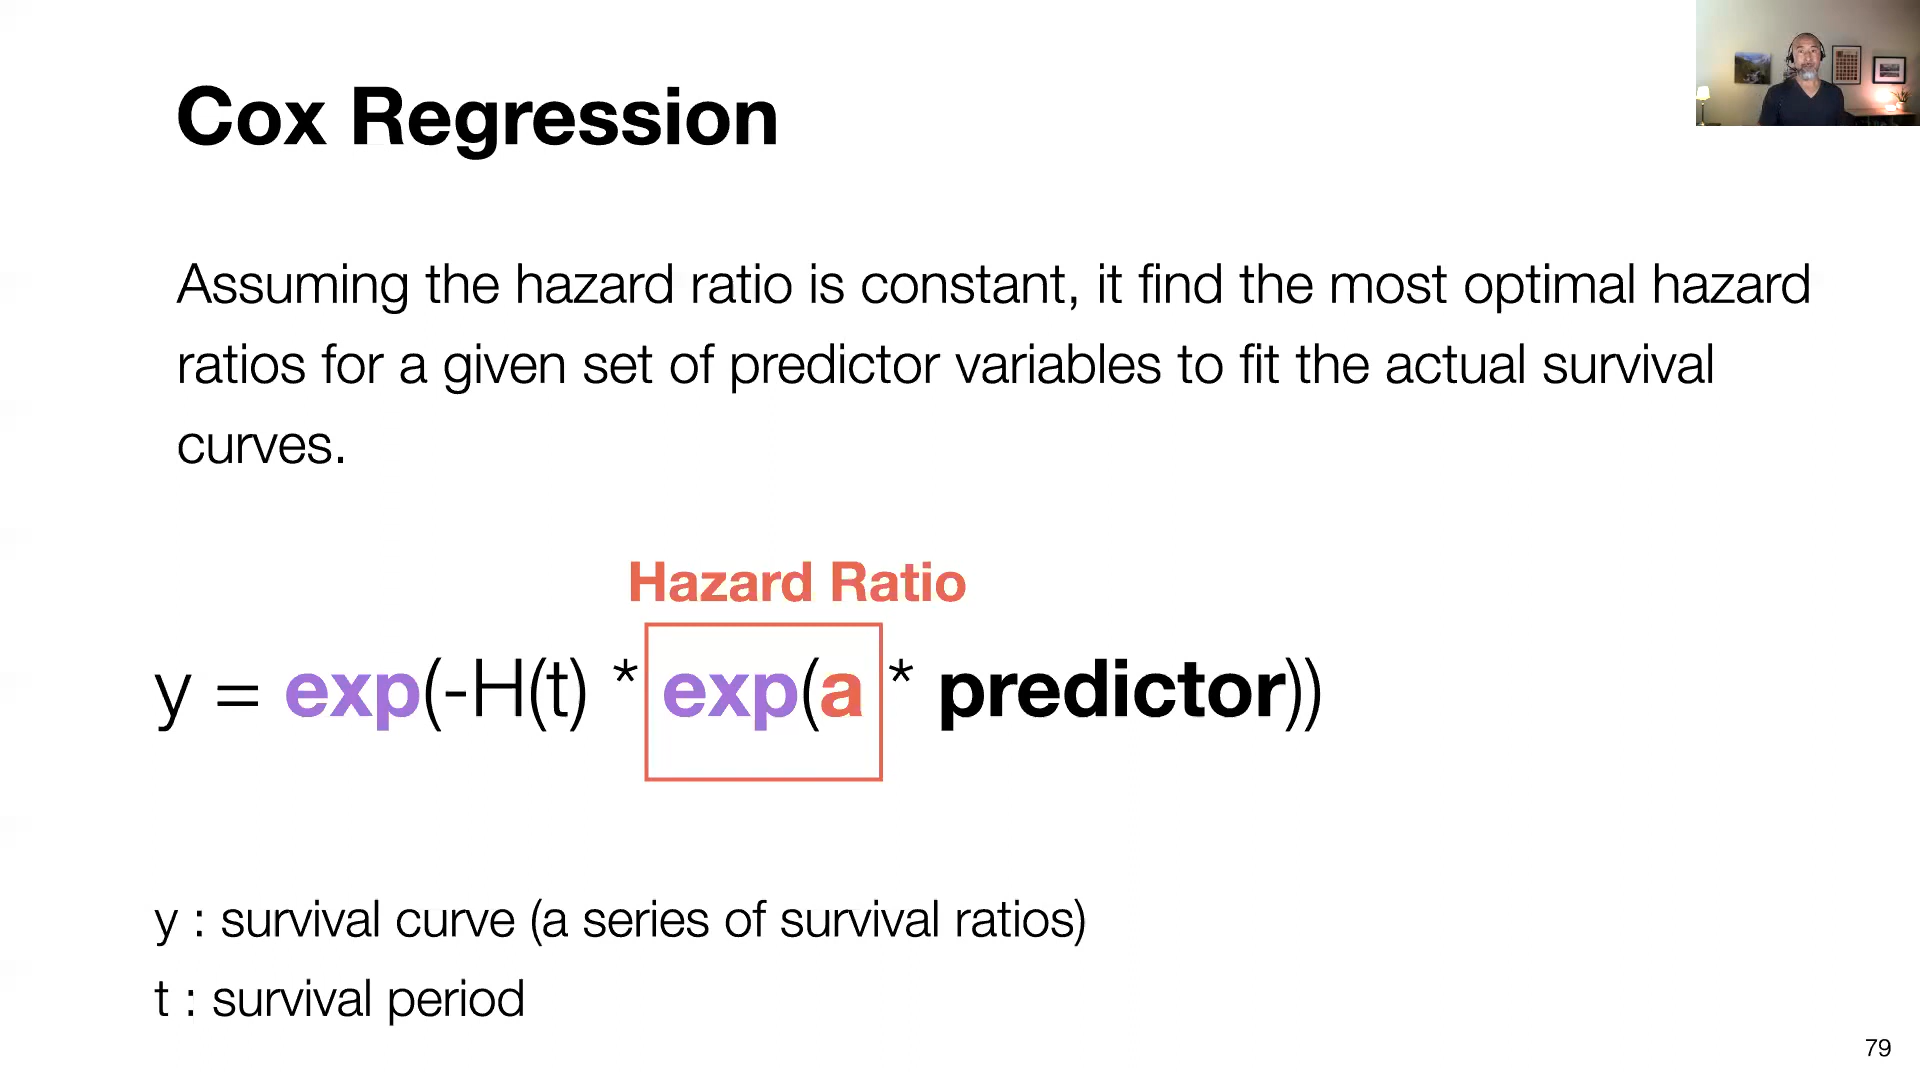 Cox Regression
Assuming the hazard ratio is constant, it find the most optimal hazard
ratios for a given set of predictor variables to fit the actual survival
curves.
Hazard Ratio
y = exp(-H(t) * exp(a * predictor))
y : survival curve (a series of survival ratios)
t : survival period
79